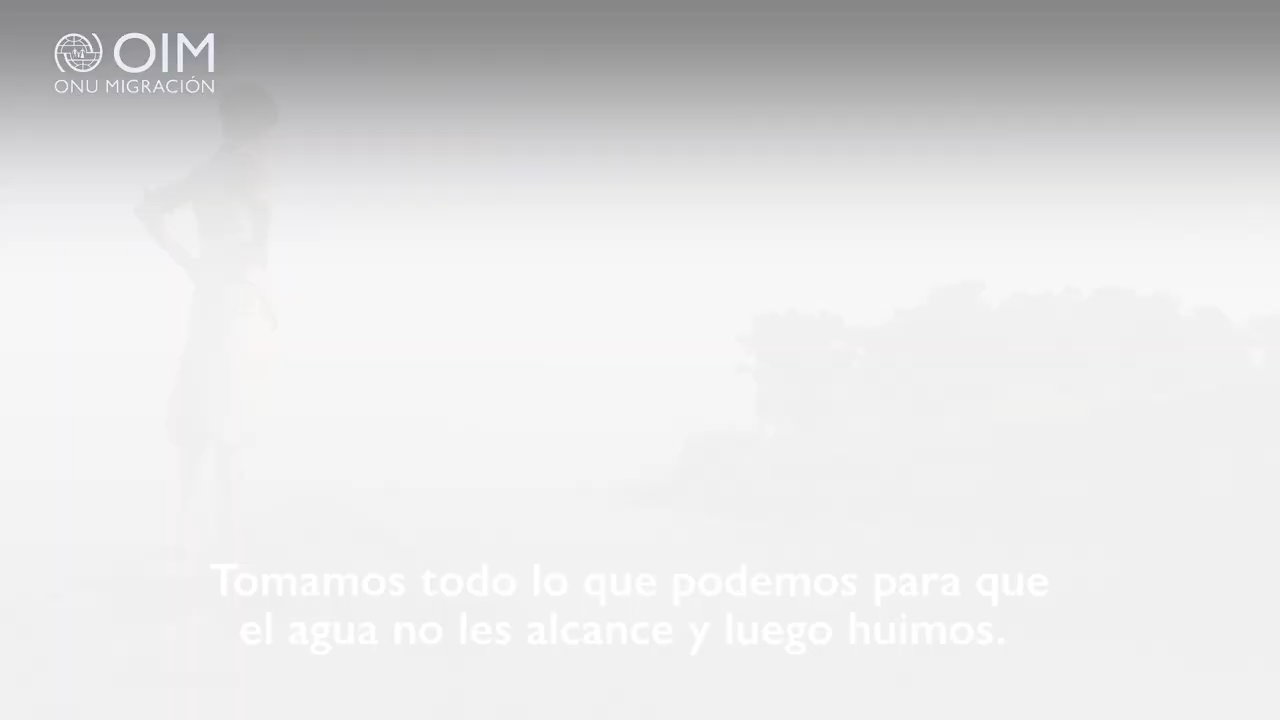 OIM
ONU MIGRACIÓN
Tomamos todo lo que podemos para que
el agua no les alcance y luego huimos.